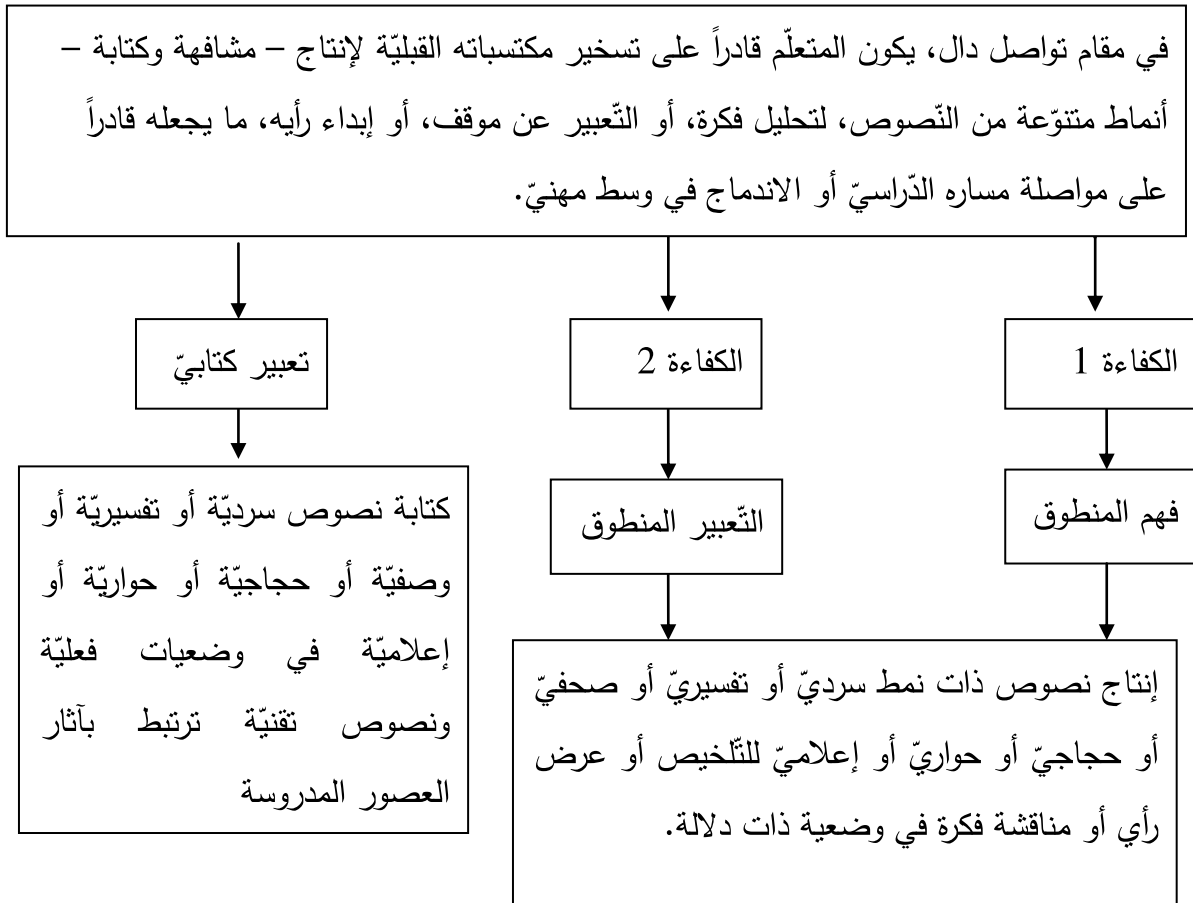 في مقام تواصل دال، يكون المتعلّم قادراً على تسخير مكتسباته القبليّة لإنتاج – مشافهة وكتابة –
أنماط متنوّعة من النّصوص، لتحليل فكرة، أو التّعبير عن موقف، أو إبداء رأيه، ما يجعله قادراً
على مواصلة مساره الدّراسيّ أو الاندماج في وسط مهنيّ.
الكفاءة 1
الكفاءة 2
تعبير كتابيّ
فهم المنطوق
التّعبير المنطوق
إنتاج نصوص ذات نمط سرديّ أو تفسيريّ أو صحفيّ
أو حجاجيّ أو حواريّ أو إعلاميّ للتّلخيص أو عرض
رأي أو مناقشة فكرة في وضعية ذات دلالة.
كتابة نصوص سرديّة أو تفسيريّة أو
وصفيّة أو حجاجيّة أو حواريّة أو
إعلاميّة في وضعيات فعليّة
ونصوص تقنيّة ترتبط بآثار
العصور المدروسة